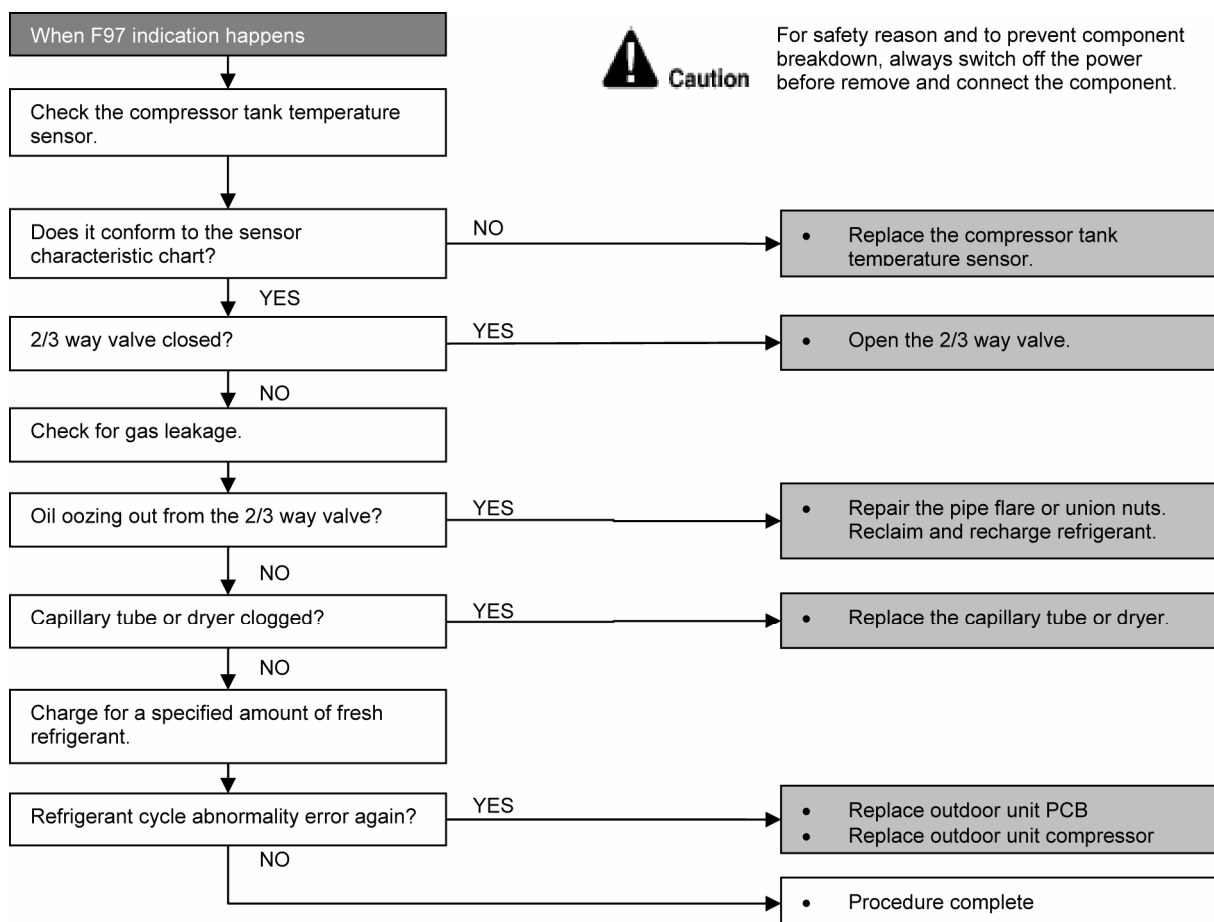 When F97 indication happens
Caution
For safety reason and to prevent component
breakdown, always switch off the power
before remove and connect the component.
Check the compressor tank temperature
sensor.
Does it conform to the sensor
characteristic chart?
NO
• Replace the compressor tank
temperature sensor.
YES
2/3 way valve closed?
YES
• Open the 2/3 way valve.
NO
Check for gas leakage.
Oil oozing out from the 2/3 way valve?
YES
• Repair the pipe flare or union nuts.
Reclaim and recharge refrigerant.
NO
Capillary tube or dryer clogged?
YES
• Replace the capillary tube or dryer.
NO
Charge for a specified amount of fresh
refrigerant.
Refrigerant cycle abnormality error again?
YES
• Replace outdoor unit PCB
• Replace outdoor unit compressor
NO
• Procedure complete